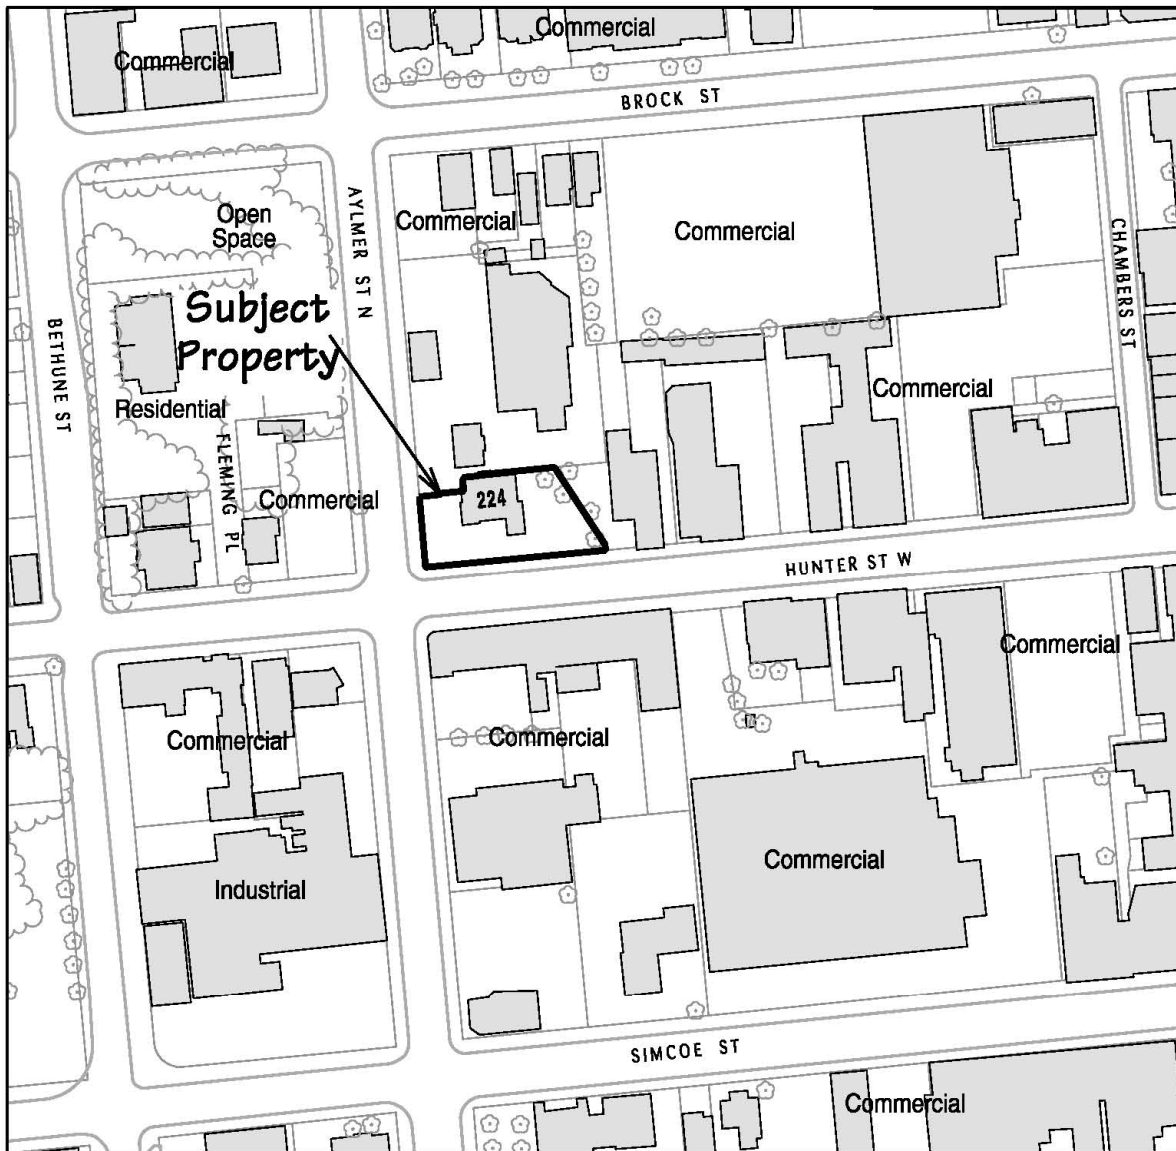 Commercial
Commercial
BROCK ST
Open
Space
AYLMER ST N
Commercial
Commercial
CHAMBERS ST
Subject
Property
BETHUNE ST
Residential
Commercial
FLEMING PL
Commercial
224
HUNTER ST W
Commercial
Commercial
Commercial
Commercial
Industrial
SIMCOE ST
Commercial